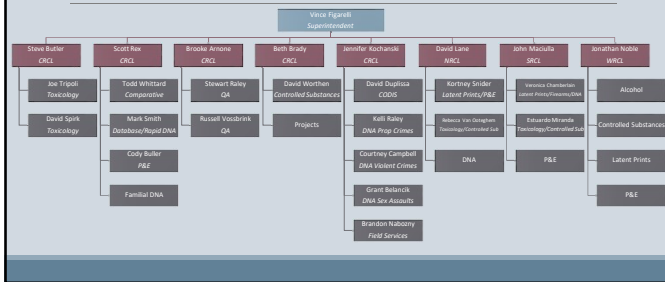 Vince Figarelli
Superintendent
Steve Butler
CRCL
Scott Rex
CRCL
Brooke Arnone
CRCL
Beth Brady
CRCL
Jennifer Kochanski
CRCL
David Lane
NRCL
John Maciulla
SRCL
Jonathan Noble
WRCL
Joe Tripoli
Toxicology
David Spirk
Toxicology
Todd Whittard
Comparative
Mark Smith
Database/Rapid DNA
Cody Buller
P&E
Familial DNA
Stewart Raley
QA
Russell Vossbrink
QA
David Worthen
Controlled Substances
Projects
David Duplissa
CODIS
Kelli Raley
DNA Prop Crimes
Courtney Campbell
DNA Violent Crimes
Grant Belancik
DNA Sex Assaults
Brandon Nabozny
Field Services
Kortney Snider
Latent Prints/P&E
Rebecca Van Osteghem
Toxicology/Controlled Sub
DNA
Veronica Chamberlain
Latent Prints/Firearms/DNA
Estuardo Miranda
Toxicology/Controlled Sub
P&E
Alcohol
Controlled Substances
Latent Prints
P&E